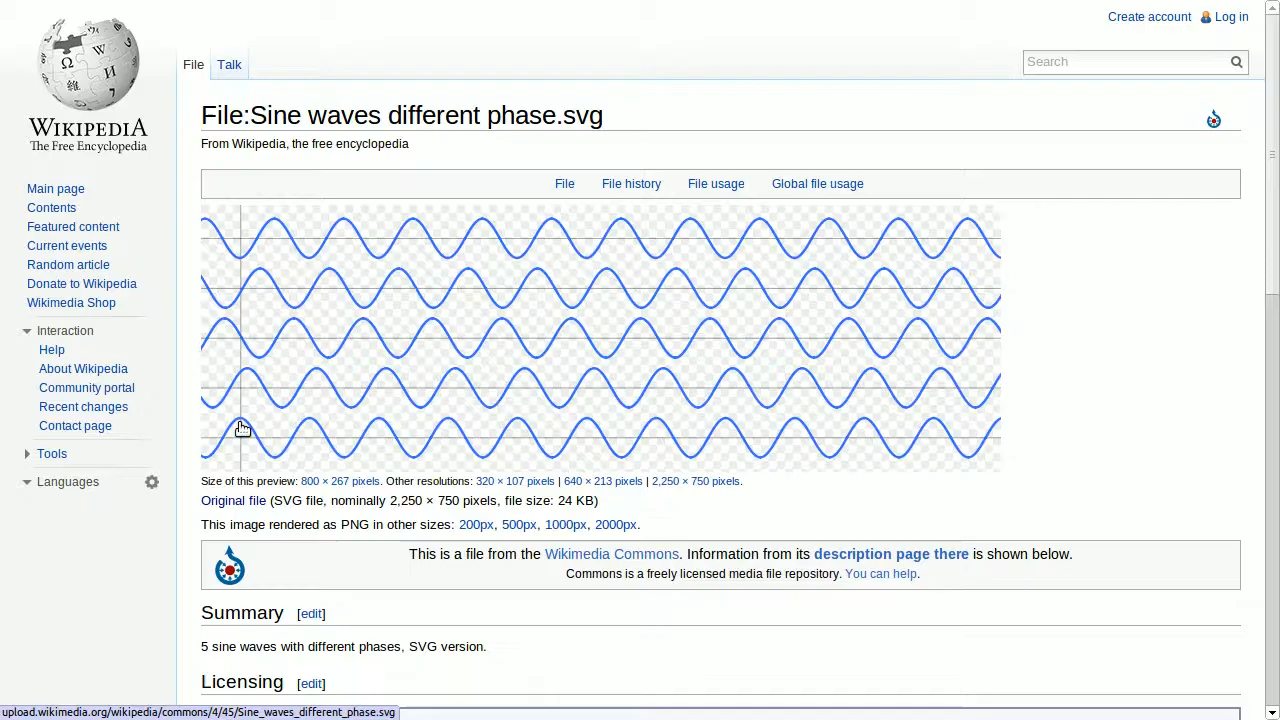 Create account Log in
File Talk Search
Ω W И 維
WIKIPEDIA
The Free Encyclopedia
File:Sine waves different phase.svg
From Wikipedia, the free encyclopedia
File File history File usage Global file usage
Main page
Contents
Featured content
Current events
Random article
Donate to Wikipedia
Wikimedia Shop
Interaction
Help
About Wikipedia
Community portal
Recent changes
Contact page
Tools
Languages
Size of this preview: 800 × 267 pixels. Other resolutions: 320 × 107 pixels | 640 × 213 pixels | 2,250 × 750 pixels.
Original file (SVG file, nominally 2,250 × 750 pixels, file size: 24 KB)
This image rendered as PNG in other sizes: 200px, 500px, 1000px, 2000px.
This is a file from the Wikimedia Commons. Information from its description page there is shown below.
Commons is a freely licensed media file repository. You can help.
Summary [edit]
5 sine waves with different phases, SVG version.
Licensing [edit]
upload.wikimedia.org/wikipedia/commons/4/45/Sine_waves_different_phase.svg